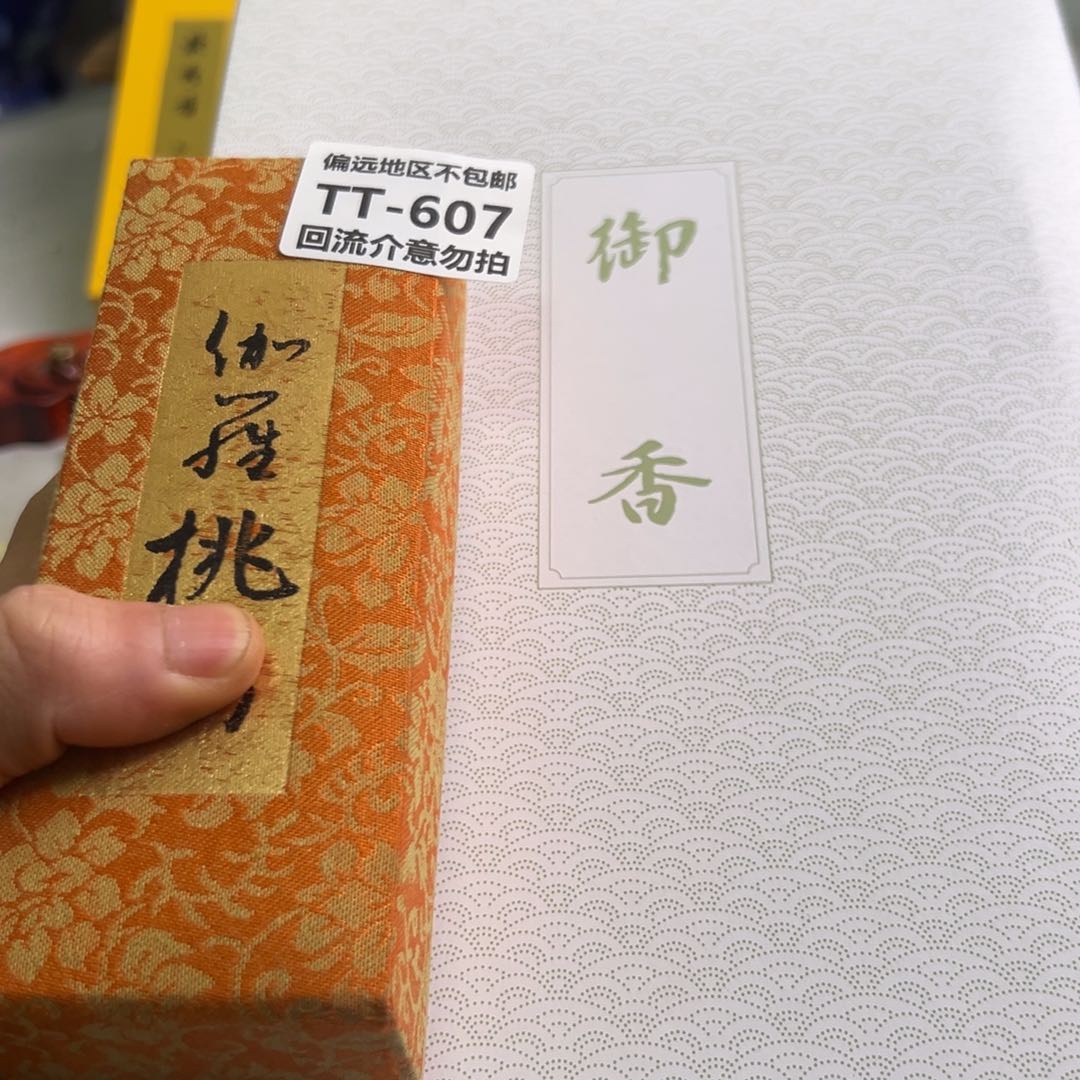 偏远地区不包邮
TT-607
回流介意勿拍
伽羅桃
御香